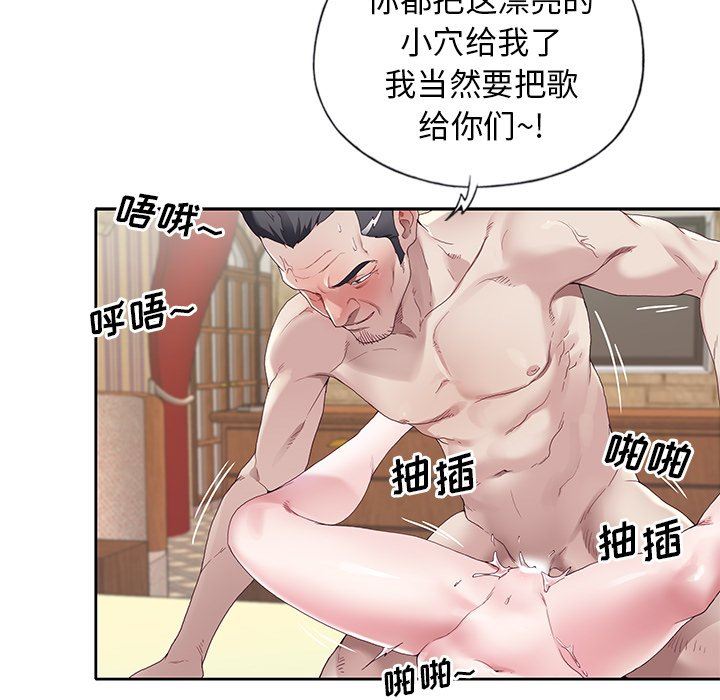 你都把这漂亮的
小穴给我了
我当然要把歌
给你们~!
唔哦~
呼唔~
啪啪
抽插
抽插
啪啪~